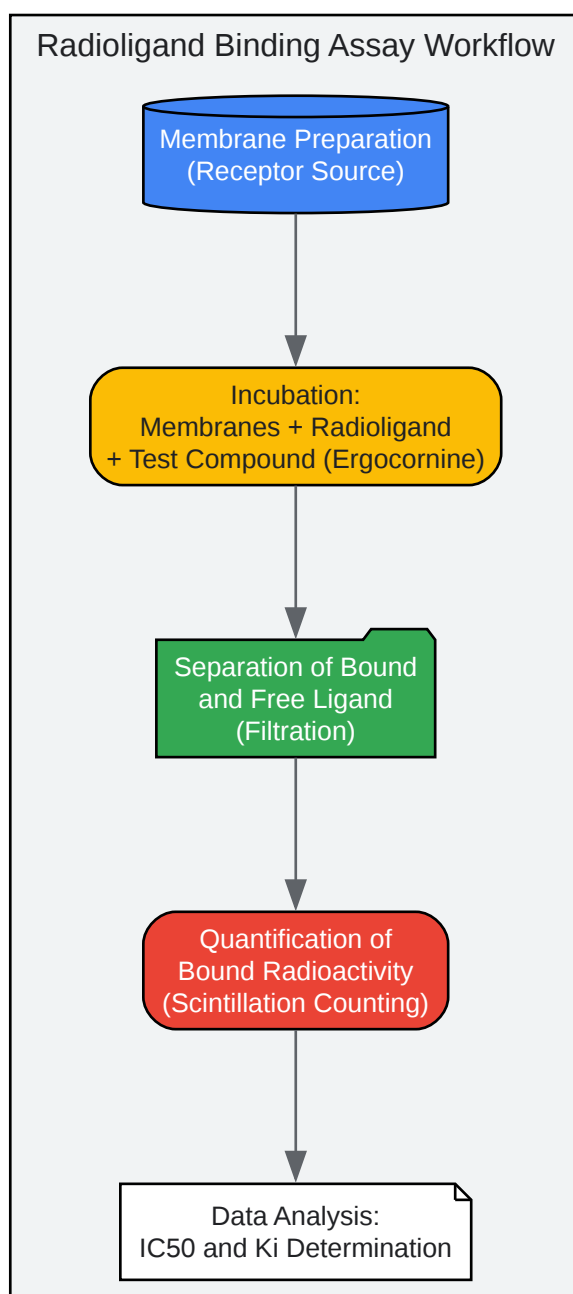 Radioligand Binding Assay Workflow
Membrane Preparation
(Receptor Source)
Incubation:
Membranes + Radioligand
+ Test Compound (Ergocornine)
Separation of Bound
and Free Ligand
(Filtration)
Quantification of
Bound Radioactivity
(Scintillation Counting)
Data Analysis:
IC50 and Ki Determination